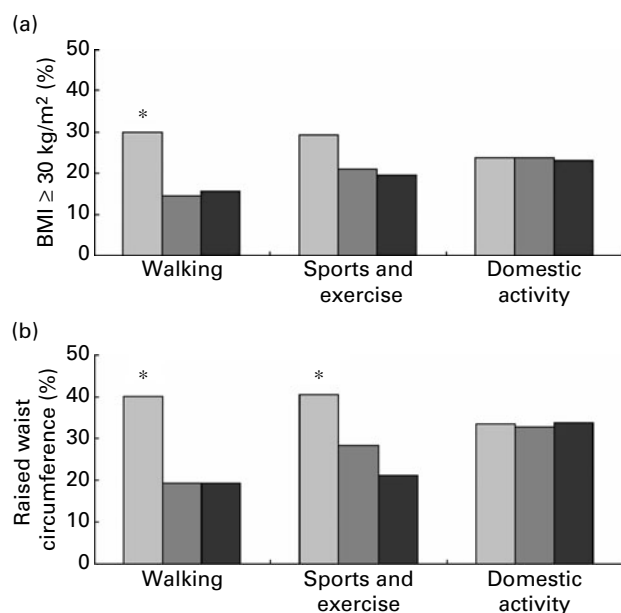 (a)
50
40
30
20
10
0
BMI ≥ 30 kg/m² (%)
*
Walking
Sports and
exercise
Domestic
activity
(b)
50
40
30
20
10
0
Raised waist
circumference (%)
*
*
Walking
Sports and
exercise
Domestic
activity